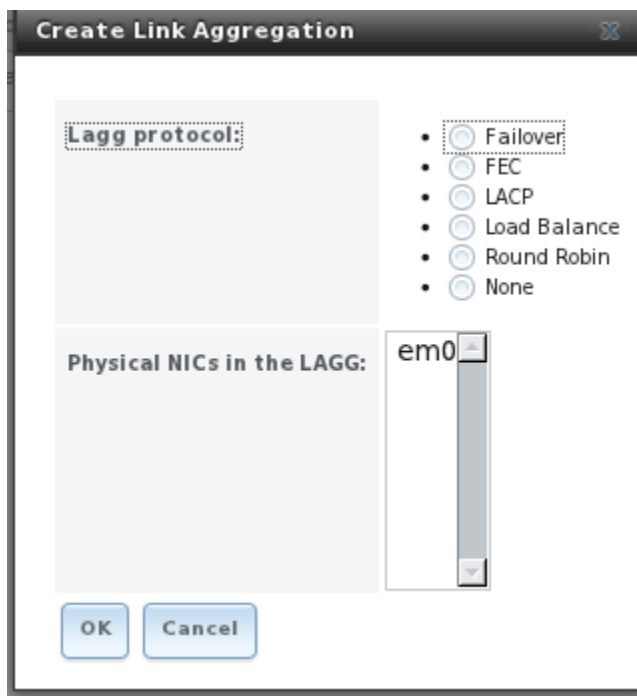 Create Link Aggregation
Lagg protocol:
Failover
FEC
LACP
Load Balance
Round Robin
None
Physical NICs in the LAGG:
em0
OK
Cancel